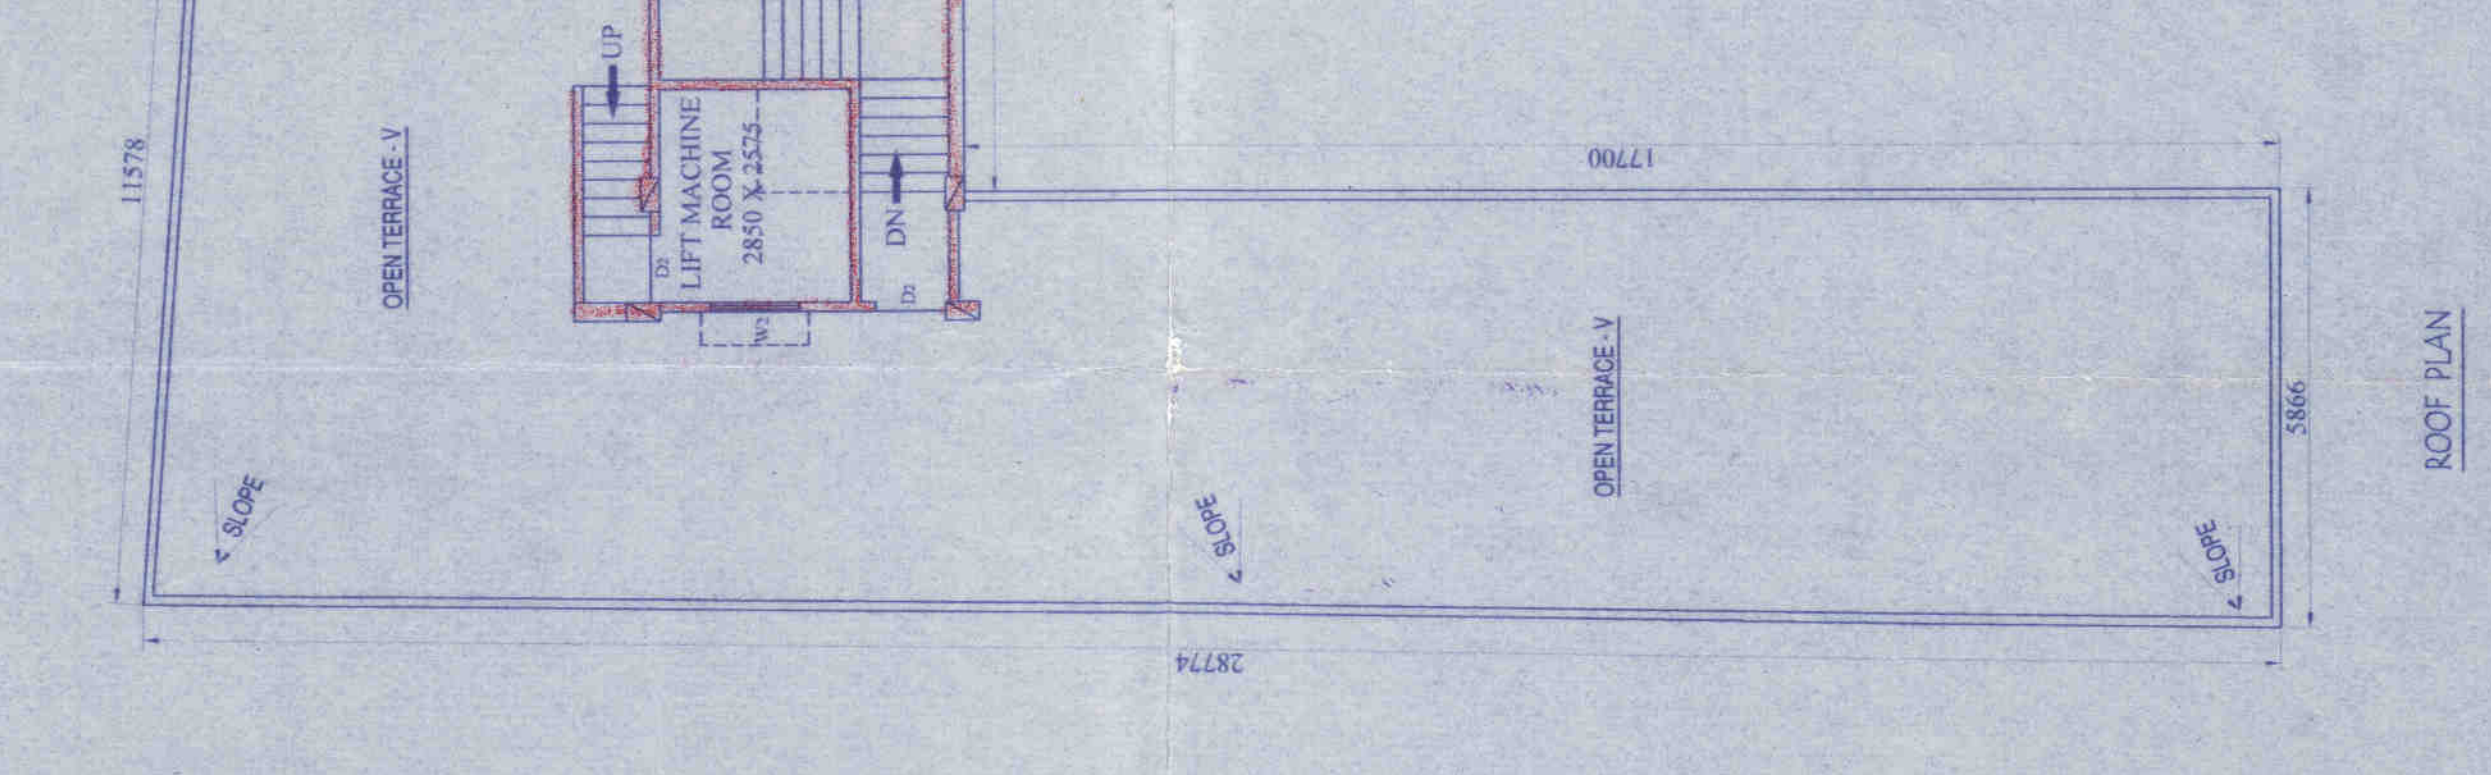 11578
OPEN TERRACE - V
SLOPE
UP
D2
LIFT MACHINE
ROOM
2850 X 2575
W2
DN
D2
17700
OPEN TERRACE - V
SLOPE
SLOPE
28774
5866
ROOF PLAN